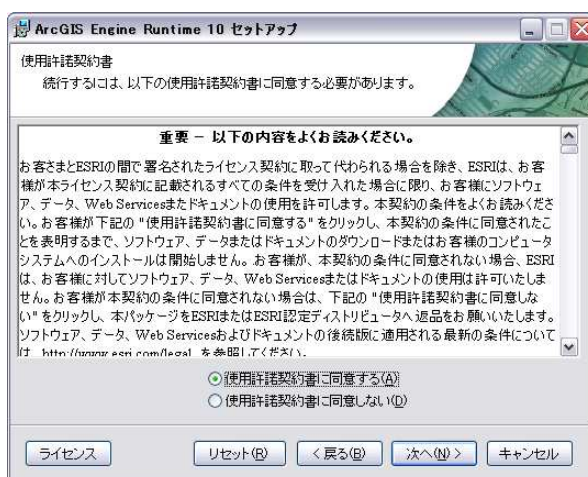 ArcGIS Engine Runtime 10 セットアップ
使用許諾契約書
続行するには、以下の使用許諾契約書に同意する必要があります。
重要 － 以下の内容をよくお読みください。
お客さまとESRIの間で署名されたライセンス契約に取って代わられる場合を除き、ESRIは、お客
様が本ライセンス契約に記載されるすべての条件を受け入れた場合に限り、お客様にソフトウェ
ア、データ、Web Servicesまたはドキュメントの使用を許可します。本契約の条件をよくお読みくださ
い。お客様が下記の "使用許諾契約書に同意する" をクリックし、本契約の条件に同意されたこ
とを表明するまで、ソフトウェア、データまたはドキュメントのダウンロードまたはお客様のコンピュータ
システムへのインストールは開始しません。お客様が、本契約の条件に同意されない場合、ESRI
は、お客様に対してソフトウェア、データ、Web Servicesまたはドキュメントの使用は許可いたしま
せん。お客様が本契約の条件に同意されない場合は、下記の "使用許諾契約書に同意しな
い" をクリックし、本パッケージをESRIまたはESRI認定ディストリビュータへ返品をお願いいたします。
ソフトウェア、データ、Web Servicesおよびドキュメントの後続版に適用される最新の条件について
は、http://www.esri.com/legal を参照してください。
使用許諾契約書に同意する(A)
使用許諾契約書に同意しない(D)
ライセンス リセット(R) < 戻る(B) 次へ(N) > キャンセル